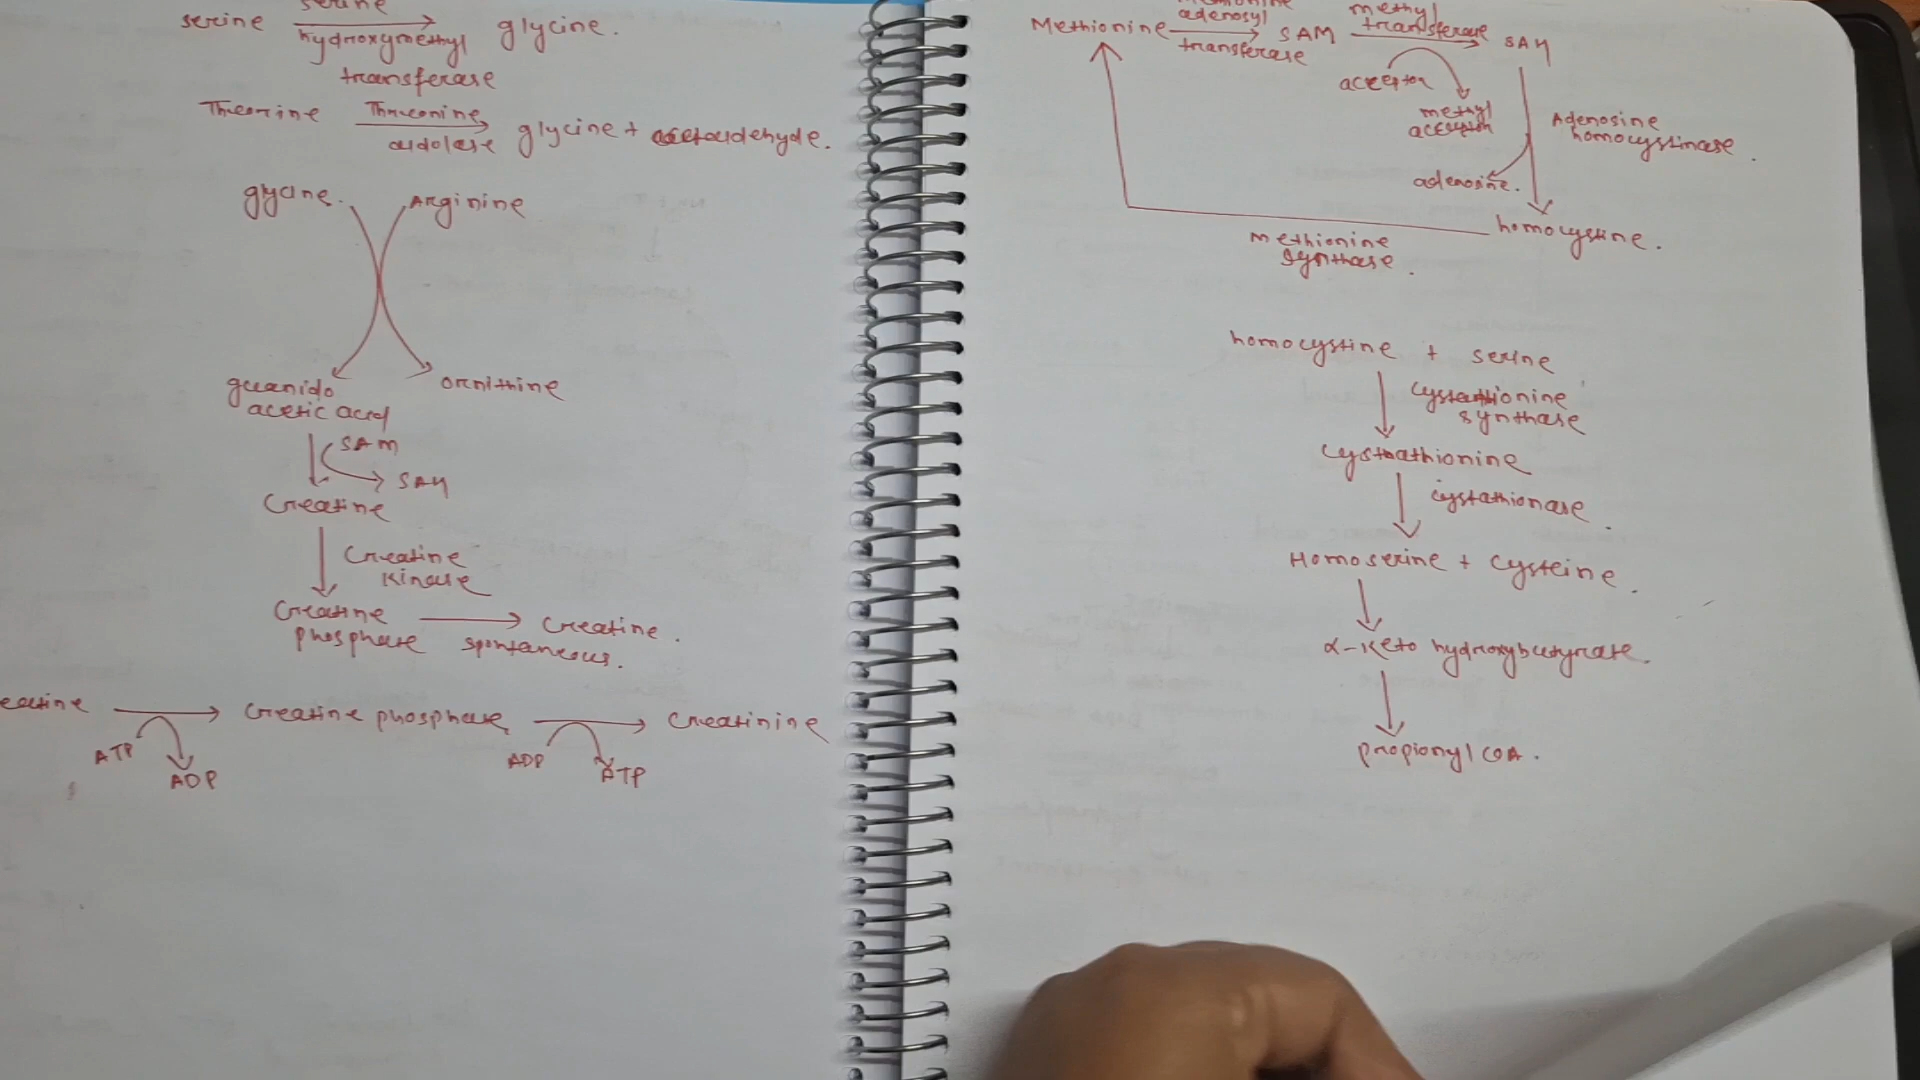 serine
serine hydroxymethyl glycine.
transferase
Threonine Threonine aldolase glycine + acetaldehyde.
glycine. Arginine
guanido ornithine
acetic acid
SAM
SAH
Creatine
Creatine
Kinase
Creatine phosphate creatine.
spontaneous.
eatine creatine phosphate creatinine
ATP ADP ADP ATP
adenosyl methyl
Methionine SAM transferase SAH
transferase
acceptor
methyl
Adenosine
homocystinase.
adenosine.
homocystine.
Methionine
synthase.
homocystine + serine
cystathionine
synthase
Cystathionine
cystathionase.
Homoserine + cysteine.
α-keto hydroxybutyrate.
propionyl COA.